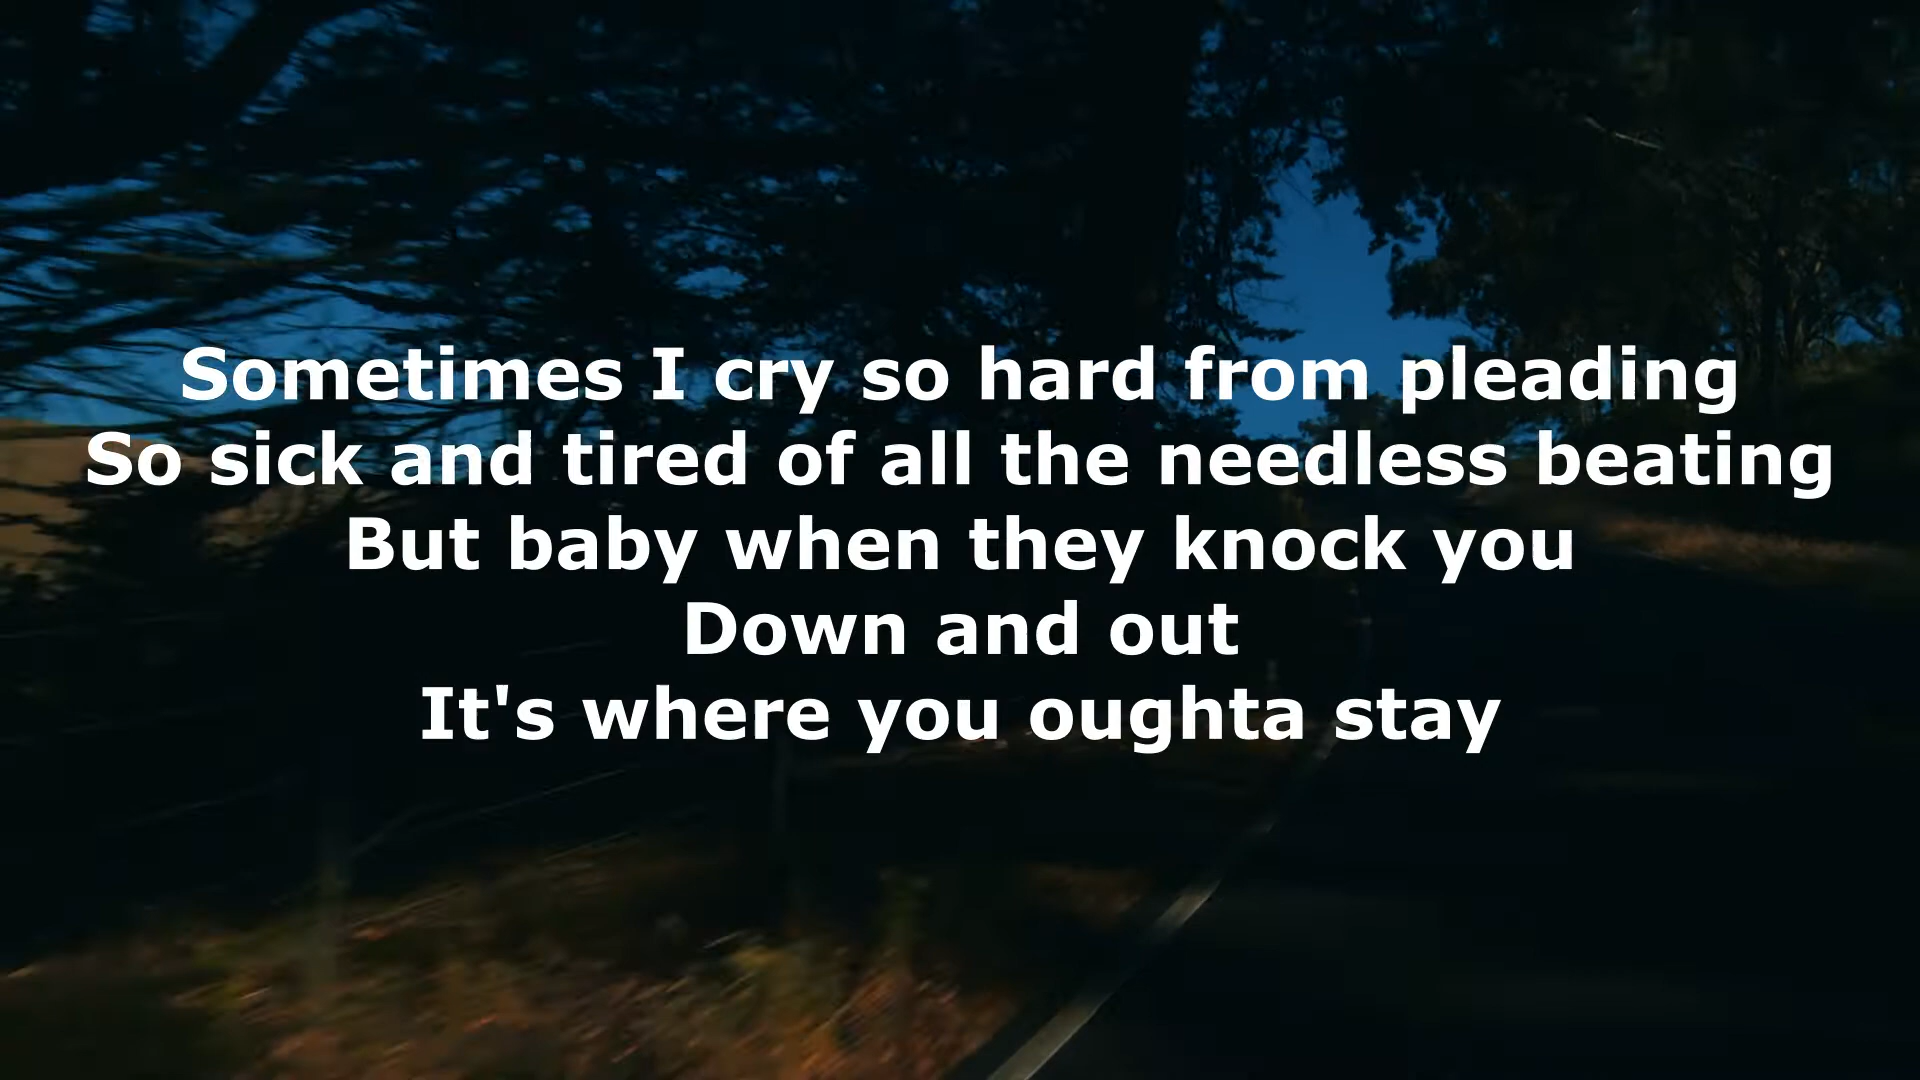 Sometimes I cry so hard from pleading
So sick and tired of all the needless beating
But baby when they knock you
Down and out
It's where you oughta stay